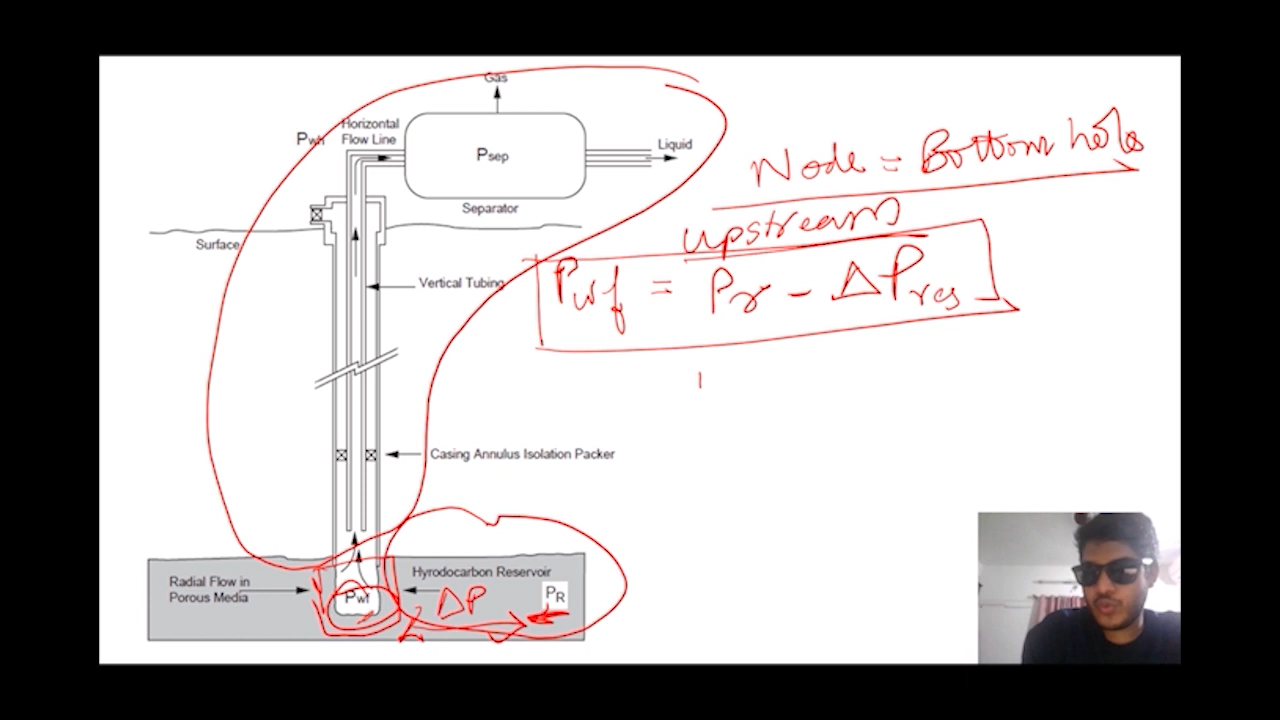 Gas
Horizontal
Flow Line
Pwh
Psep
Liquid
Separator
Surface
Vertical Tubing
Casing Annulus Isolation Packer
Radial Flow in
Porous Media
Hyrodocarbon Reservoir
Pwf
PR
ΔP
Node = Bottom hole
upstream
Pwf = Pr - ΔPres